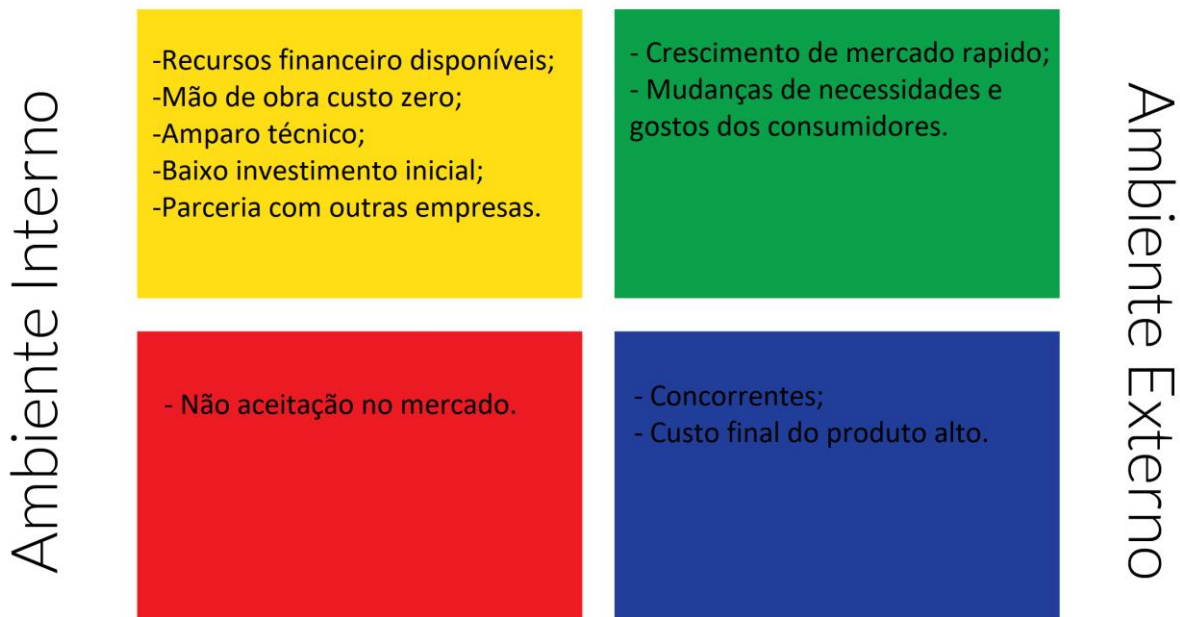 Ambiente Interno
-Recursos financeiro disponíveis;
-Mão de obra custo zero;
-Amparo técnico;
-Baixo investimento inicial;
-Parceria com outras empresas.
- Crescimento de mercado rapido;
- Mudanças de necessidades e
gostos dos consumidores.
- Não aceitação no mercado.
- Concorrentes;
- Custo final do produto alto.
Ambiente Externo